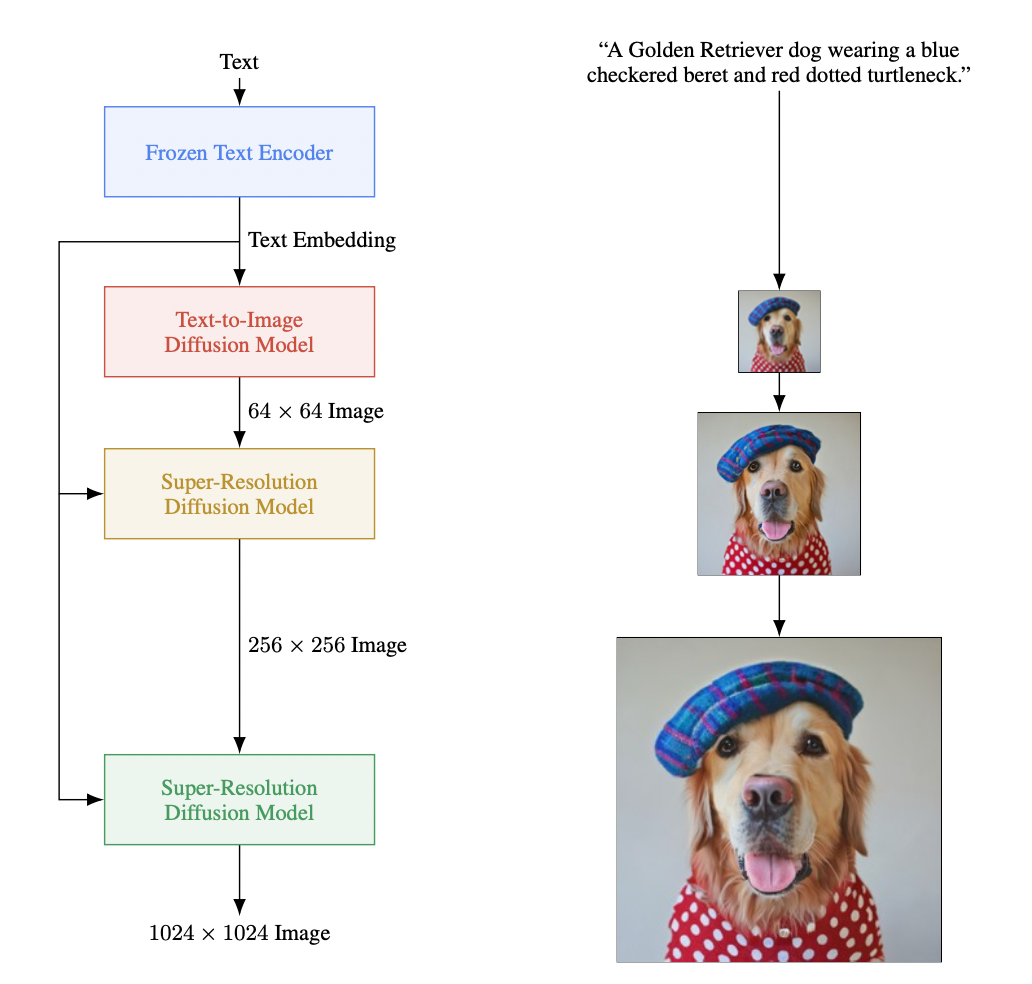 Text
Frozen Text Encoder
Text Embedding
Text-to-Image
Diffusion Model
64 × 64 Image
Super-Resolution
Diffusion Model
256 × 256 Image
Super-Resolution
Diffusion Model
1024 × 1024 Image
“A Golden Retriever dog wearing a blue
checkered beret and red dotted turtleneck.”